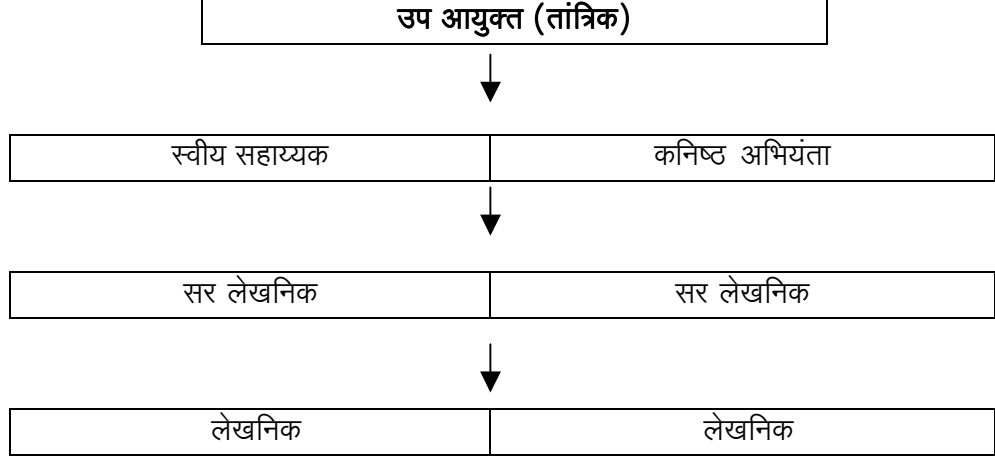 उप आयुक्त (तांत्रिक)
स्वीय सहाय्यक कनिष्ठ अभियंता
सर लेखनिक सर लेखनिक
लेखनिक लेखनिक